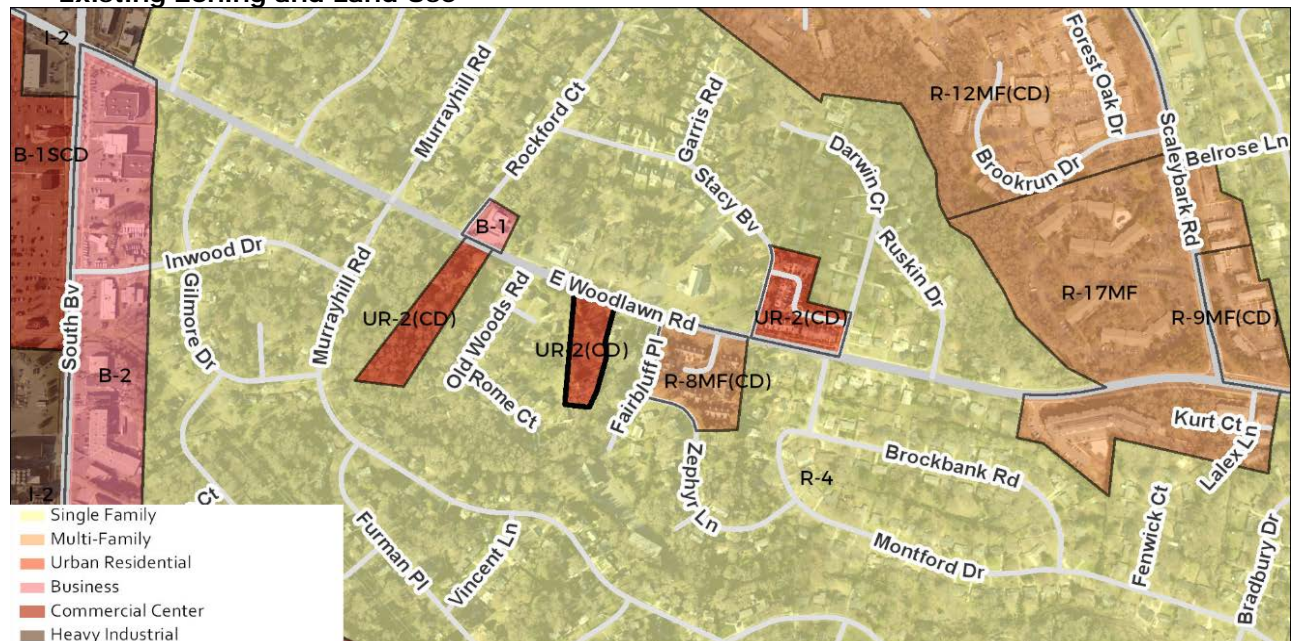 Existing Zoning and Land Use
I-2
Murrayhill Rd
Rockford Ct
Garris Rd
Stacy Bv
Darwin Cr
Ruskin Dr
R-12MF(CD)
Forest Oak Dr
Brookrun Dr
Scaleybark Rd
Belrose Ln
B-1SCD
B-1
Inwood Dr
Gilmore Dr
Murrayhill Rd
South Bv
B-2
UR-2(CD)
Old Woods Rd
Rome Ct
E Woodlawn Rd
UR-2(CD)
Fairbluff Pl
R-8MF(CD)
UR-2(CD)
R-17MF
R-9MF(CD)
Kurt Ct
Lalex Ln
Zephyr Ln
R-4
Brockbank Rd
Montford Dr
Fenwick Ct
Bradbury Dr
I-2
Ct
Furman Pl
Vincent Ln
Single Family
Multi-Family
Urban Residential
Business
Commercial Center
Heavy Industrial